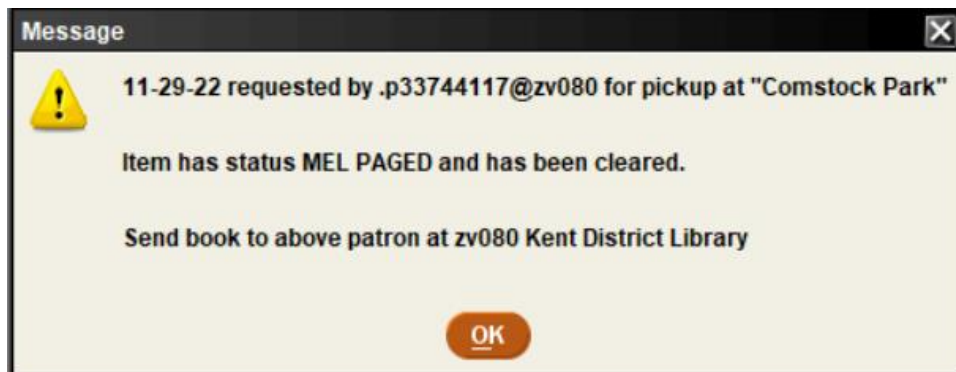 Message
11-29-22 requested by .p33744117@zv080 for pickup at "Comstock Park"
Item has status MEL PAGED and has been cleared.
Send book to above patron at zv080 Kent District Library
OK